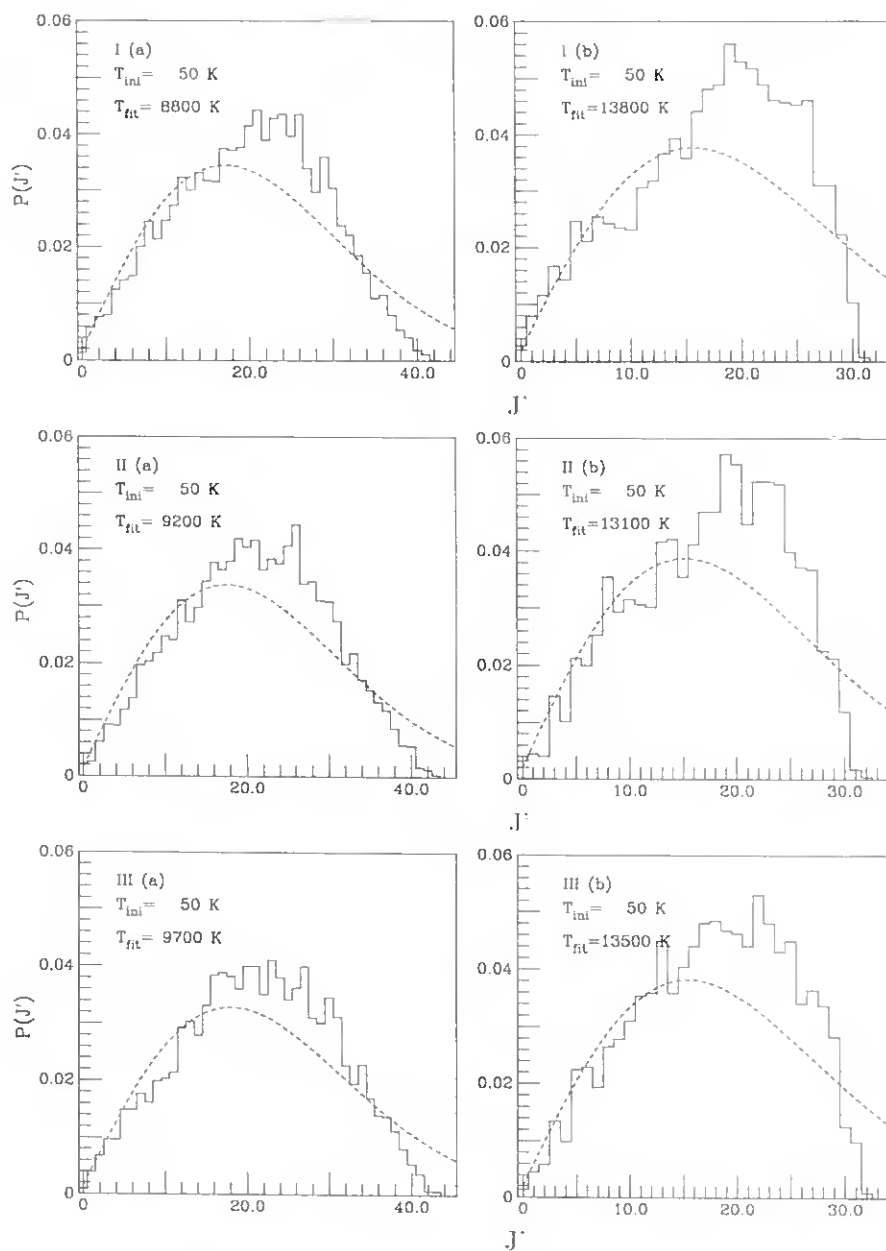 0.06
I (a)
T_ini= 50 K
T_fit= 8800 K
0.04
P(J')
0.02
0
0 20.0 40.0
0.06
I (b)
T_ini= 50 K
T_fit=13800 K
0.04
0.02
0
0 10.0 20.0 30.0
J'
0.06
II (a)
T_ini= 50 K
T_fit= 9200 K
0.04
P(J')
0.02
0
0 20.0 40.0
0.06
II (b)
T_ini= 50 K
T_fit=13100 K
0.04
0.02
0
0 10.0 20.0 30.0
J'
0.06
III (a)
T_ini= 50 K
T_fit= 9700 K
0.04
P(J')
0.02
0
0 20.0 40.0
0.06
III (b)
T_ini= 50 K
T_fit=13500 K
0.04
0.02
0
0 10.0 20.0 30.0
J'